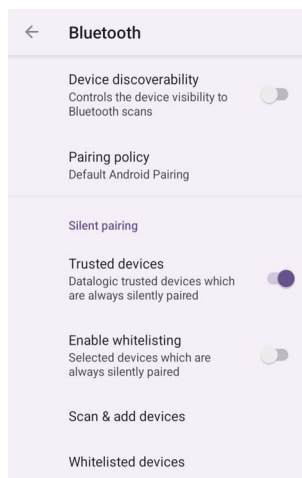 Bluetooth
Device discoverability
Controls the device visibility to
Bluetooth scans
Pairing policy
Default Android Pairing
Silent pairing
Trusted devices
Datalogic trusted devices which
are always silently paired
Enable whitelisting
Selected devices which are
always silently paired
Scan & add devices
Whitelisted devices